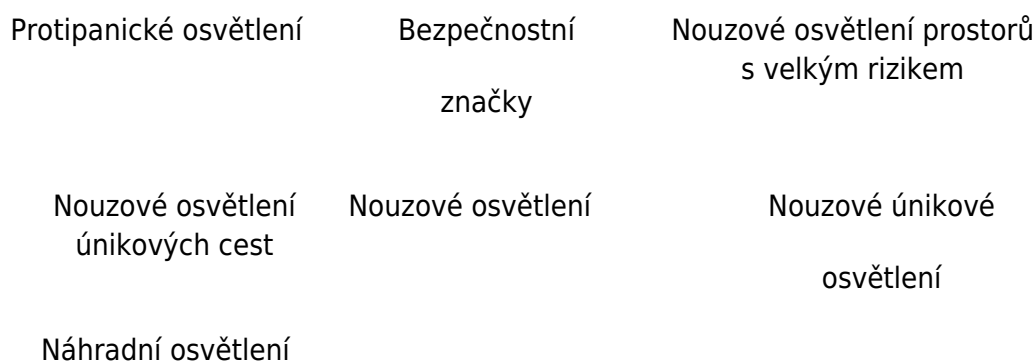 Protipanické osvětlení
Bezpečnostní
značky
Nouzové osvětlení prostorů
s velkým rizikem
Nouzové osvětlení
únikových cest
Nouzové osvětlení
Nouzové únikové
osvětlení
Náhradní osvětlení